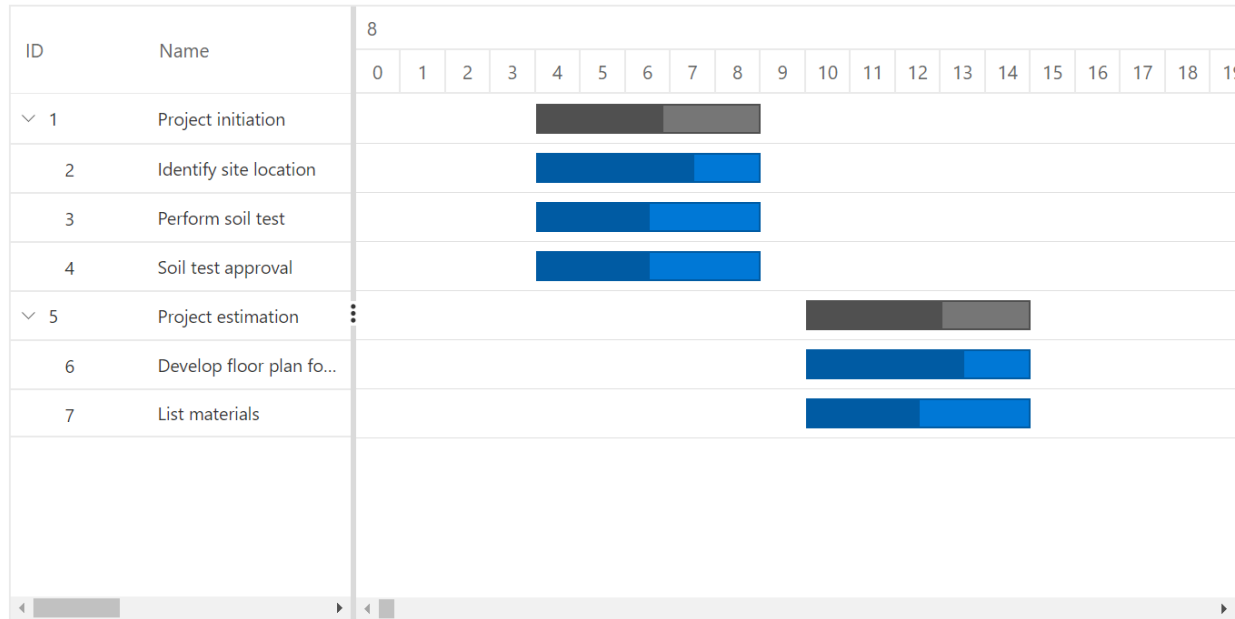 ID Name 8
0 1 2 3 4 5 6 7 8 9 10 11 12 13 14 15 16 17 18
1 Project initiation
2 Identify site location
3 Perform soil test
4 Soil test approval
5 Project estimation
6 Develop floor plan fo...
7 List materials